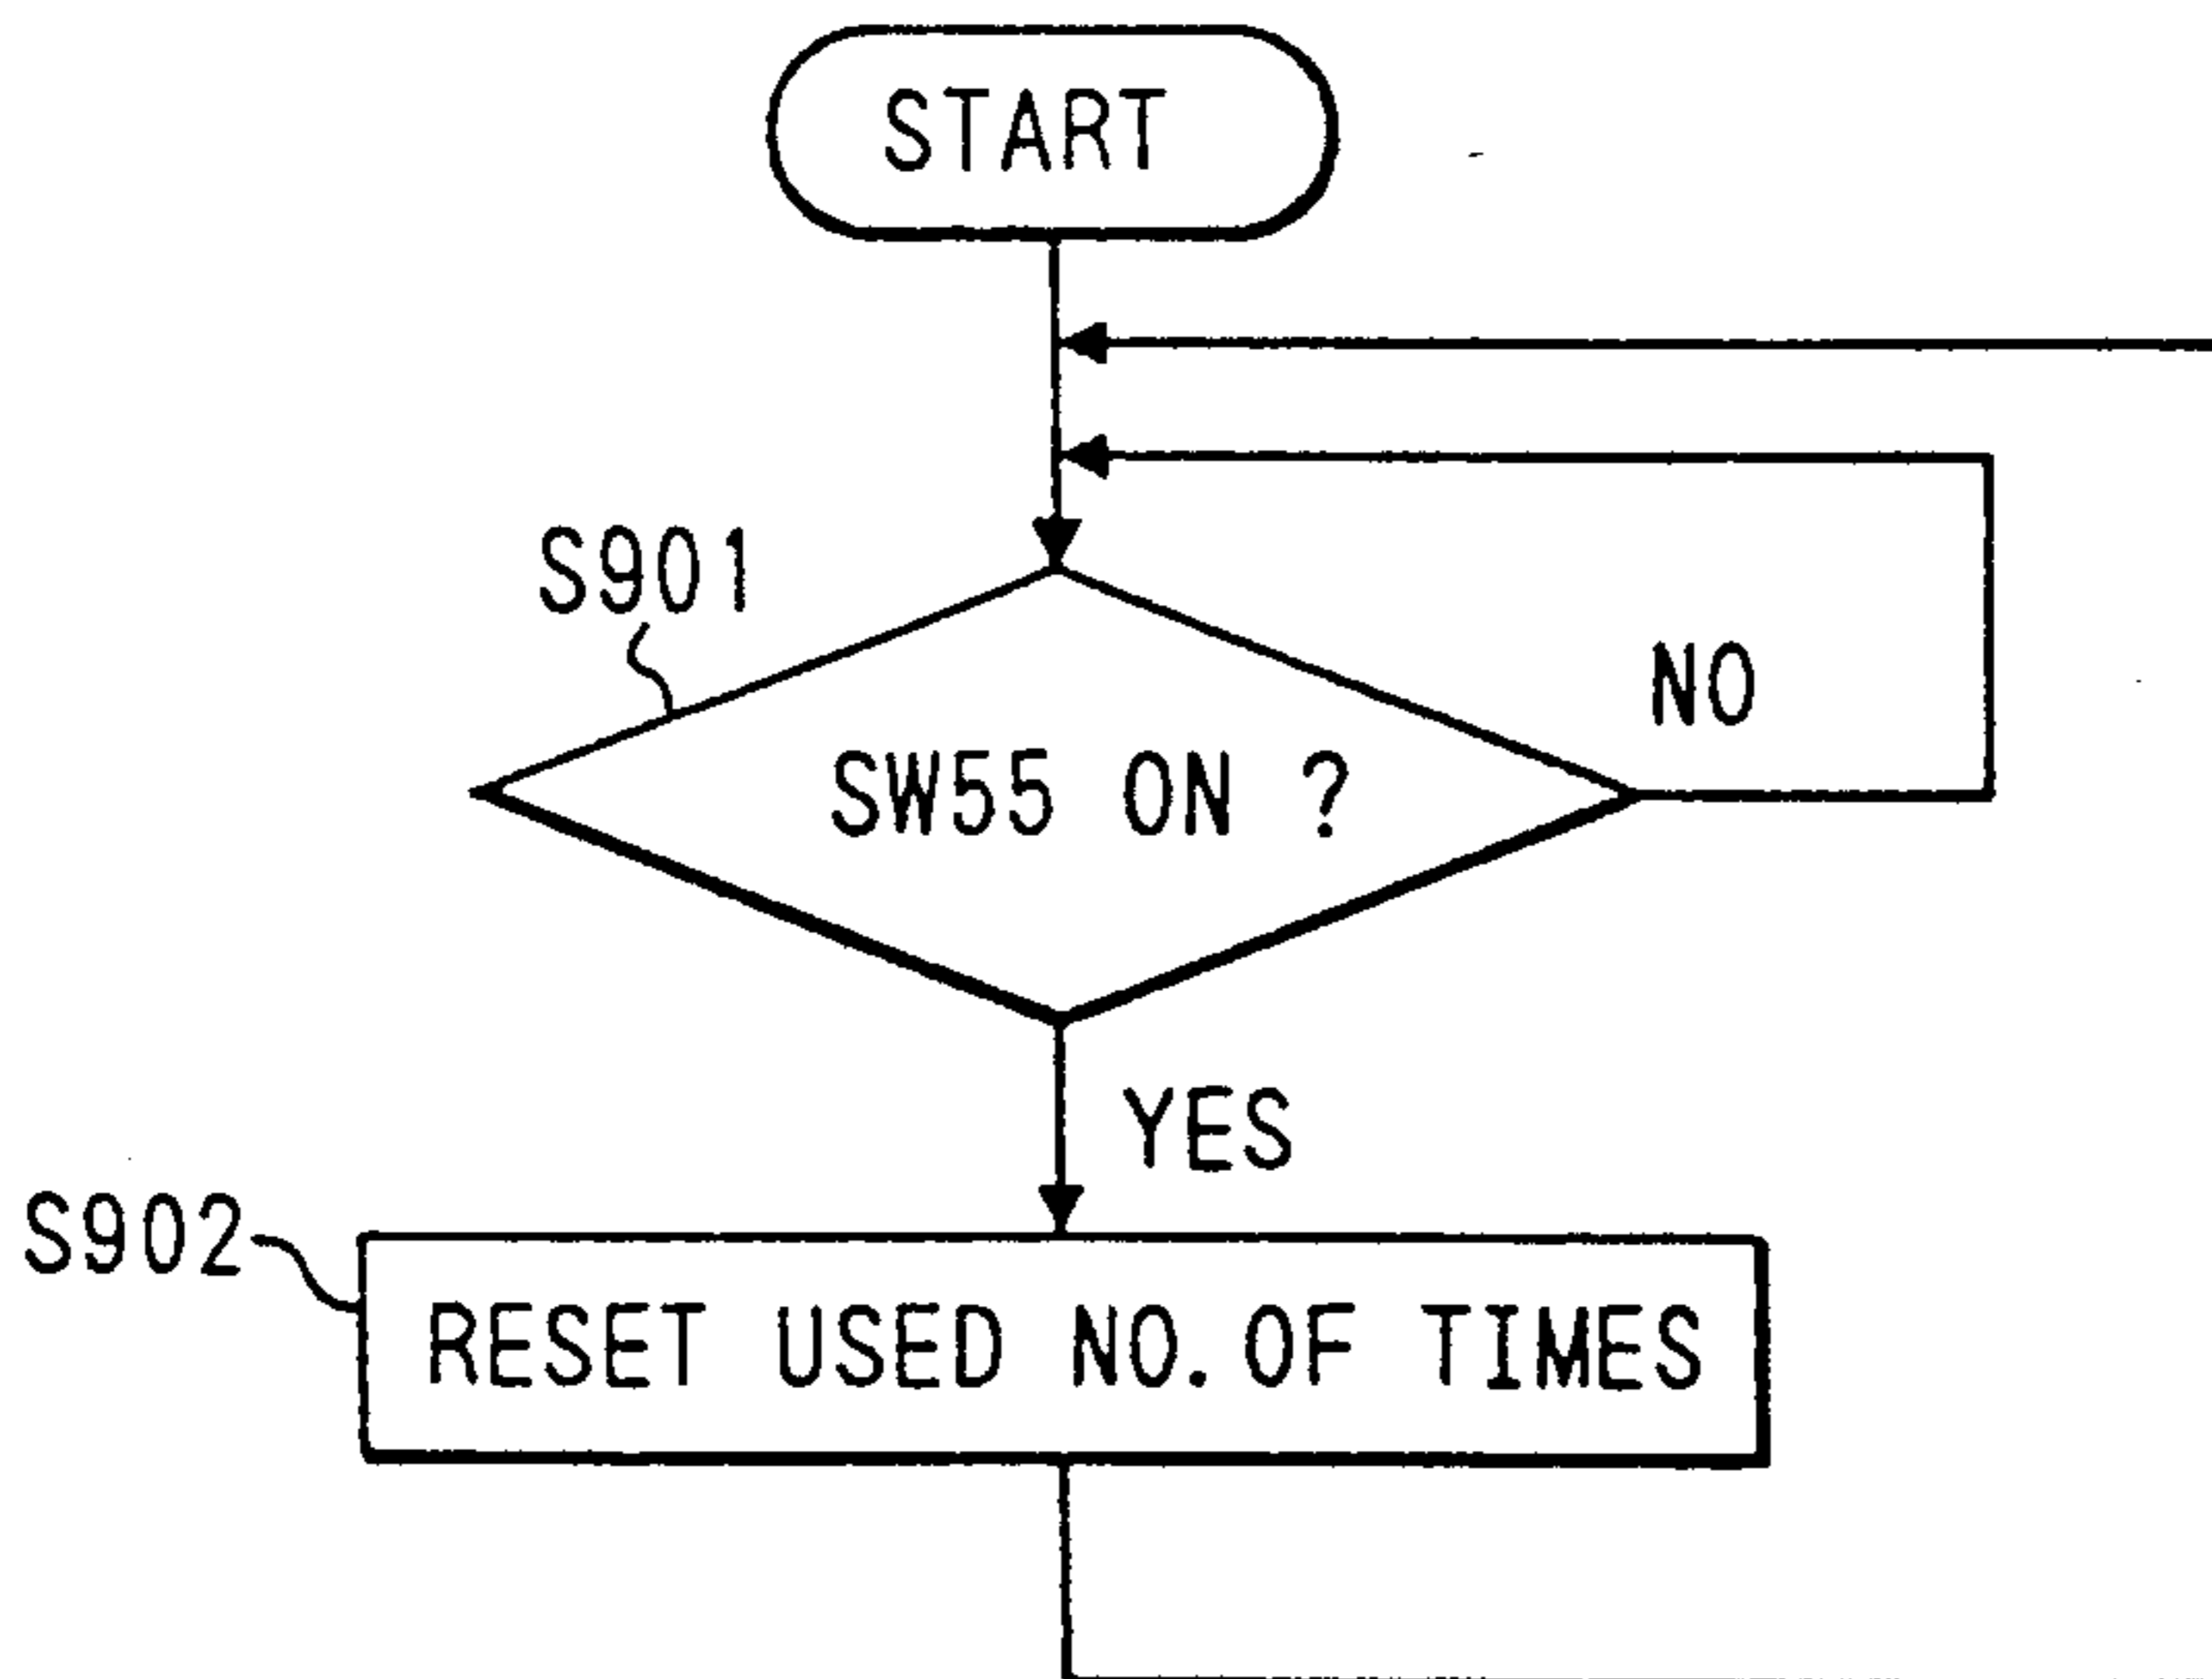 START
S901
NO
SW55 ON ?
YES
S902
RESET USED NO. OF TIMES